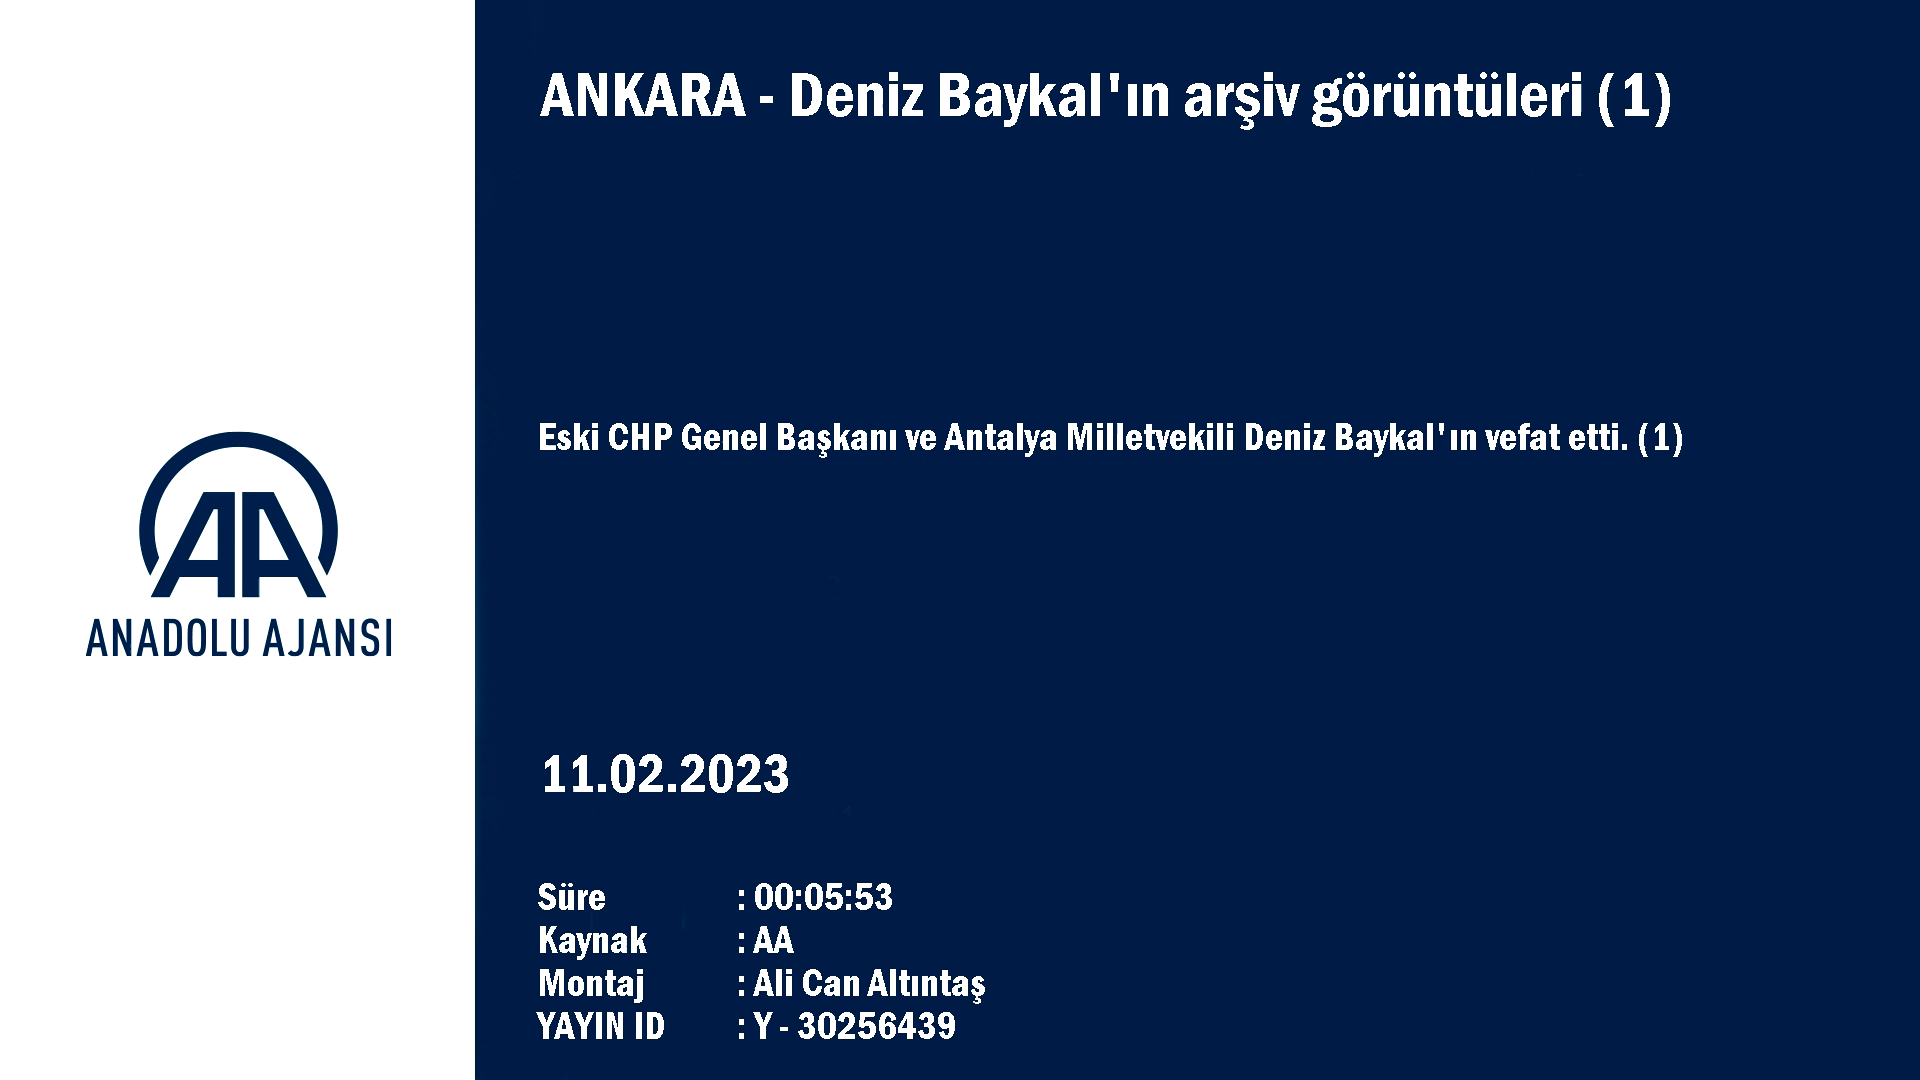 ANKARA - Deniz Baykal'ın arşiv görüntüleri (1)
Eski CHP Genel Başkanı ve Antalya Milletvekili Deniz Baykal'ın vefat etti. (1)
AA
ANADOLU AJANSI
11.02.2023
Süre : 00:05:53
Kaynak : AA
Montaj : Ali Can Altıntaş
YAYIN ID : Y - 30256439